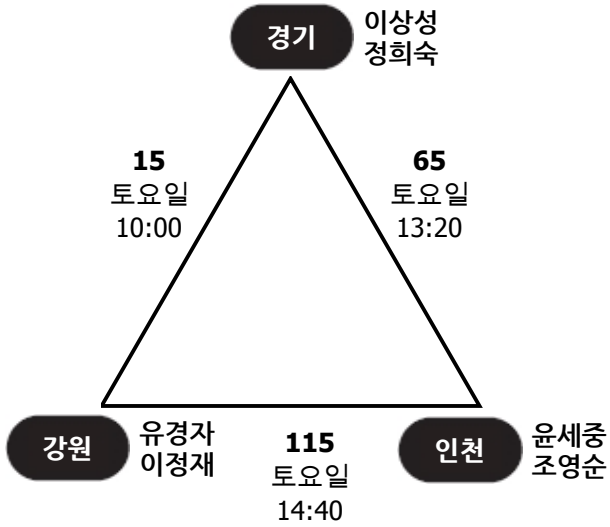 경기
이상성
정희숙
15
토요일
10:00
65
토요일
13:20
강원
유경자
이정재
115
토요일
14:40
인천
윤세중
조영순